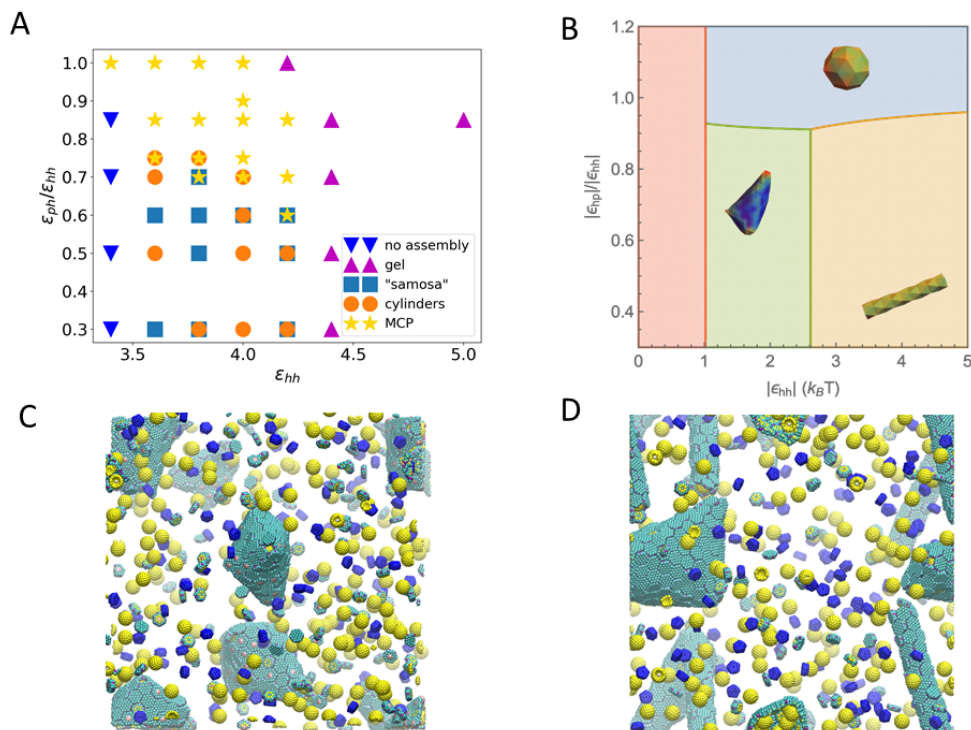 A
B
1.0
0.9
0.8
0.7
0.6
0.5
0.4
0.3
ε_ph/ε_hh
3.5
4.0
4.5
5.0
ε_hh
no assembly
gel
"samosa"
cylinders
MCP
1.2
1.0
0.8
0.6
0.4
|ϵ_hp|/|ϵ_hh|
0
1
2
3
4
5
|ϵ_hh| (k_BT)
C
D